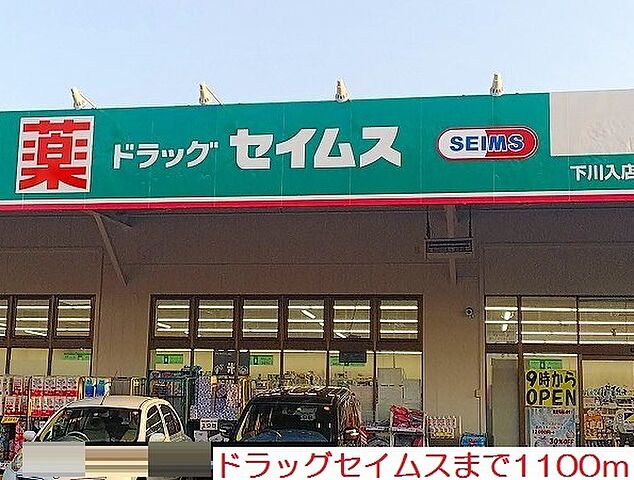 薬 ドラッグ セイムス SEIMS
下川入店
9時から
OPEN
ドラッグセイムスまで1100m